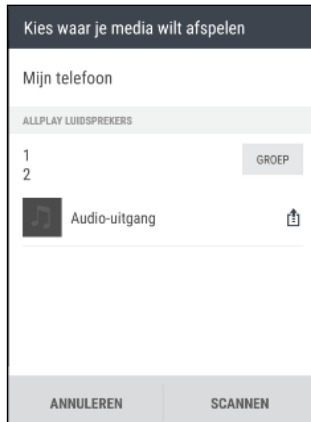 Kies waar je media wilt afspelen
Mijn telefoon
ALLPLAY LUIDSPREKERS
1
2
GROEP
Audio-uitgang
ANNULEREN
SCANNEN